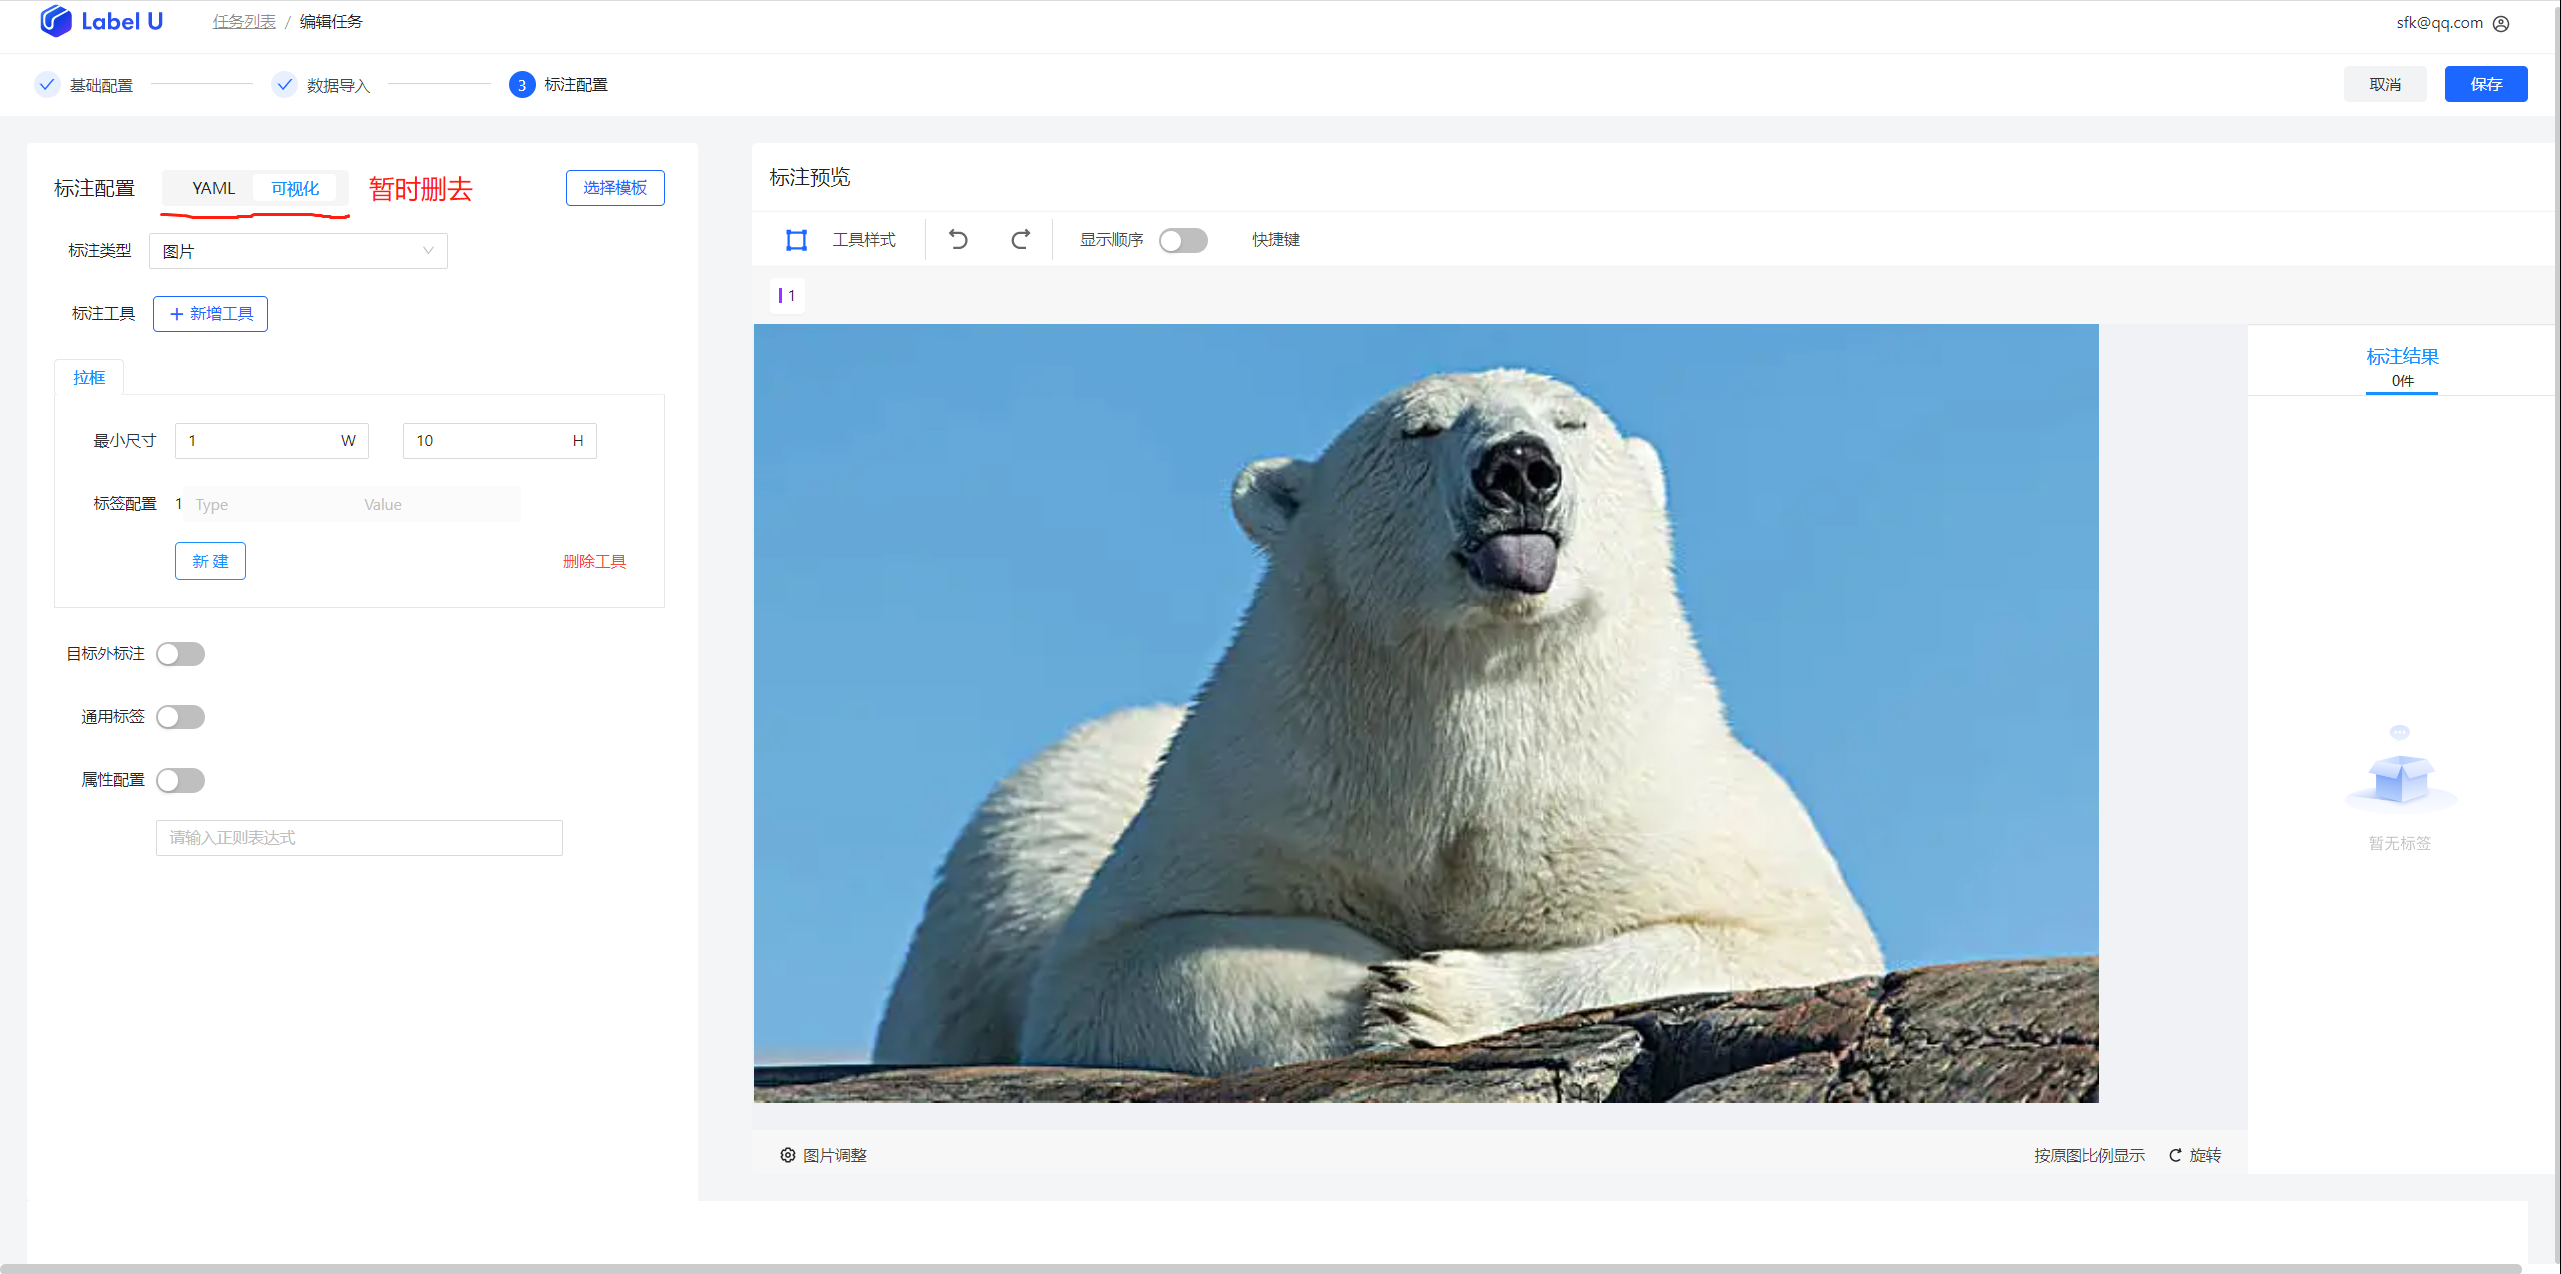 Label U 任务列表 / 编辑任务 sfk@qq.com
基础配置 数据导入 3 标注配置 取消 保存
标注配置 YAML 可视化 暂时删去 选择模板
标注类型 图片
标注工具 + 新增工具
拉框
最小尺寸 1 W 10 H
标签配置 1 Type Value
新 建 删除工具
目标外标注
通用标签
属性配置
请输入正则表达式
标注预览
工具样式 显示顺序 快捷键
1
标注结果
0件
暂无标签
图片调整 按原图比例显示 旋转